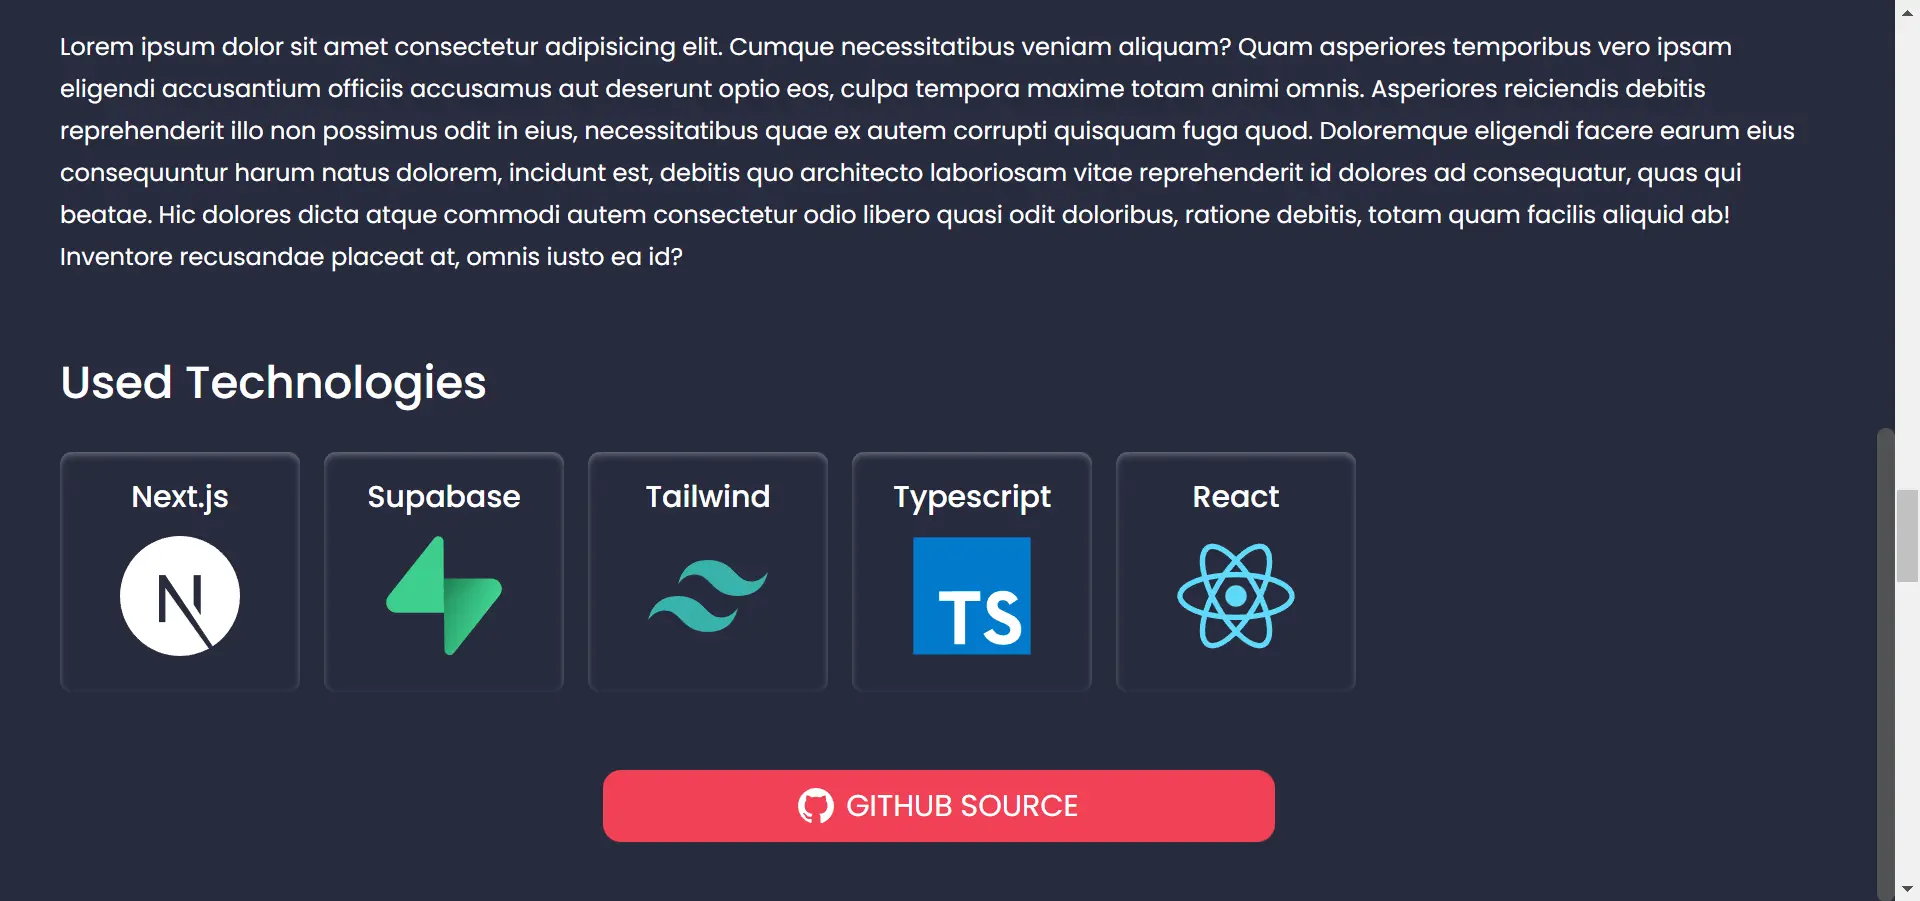 Lorem ipsum dolor sit amet consectetur adipisicing elit. Cumque necessitatibus veniam aliquam? Quam asperiores temporibus vero ipsam
eligendi accusantium officiis accusamus aut deserunt optio eos, culpa tempora maxime totam animi omnis. Asperiores reiciendis debitis
reprehenderit illo non possimus odit in eius, necessitatibus quae ex autem corrupti quisquam fuga quod. Doloremque eligendi facere earum eius
consequuntur harum natus dolorem, incidunt est, debitis quo architecto laboriosam vitae reprehenderit id dolores ad consequatur, quas qui
beatae. Hic dolores dicta atque commodi autem consectetur odio libero quasi odit doloribus, ratione debitis, totam quam facilis aliquid ab!
Inventore recusandae placeat at, omnis iusto ea id?
Used Technologies
Next.js
Supabase
Tailwind
Typescript
React
N
TS
GITHUB SOURCE